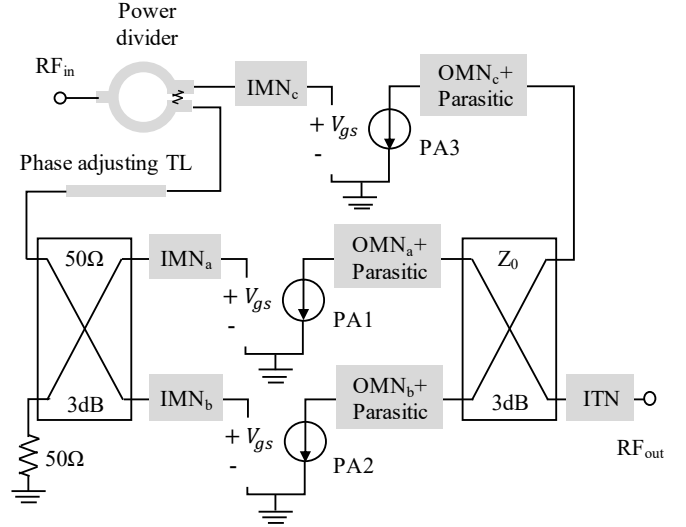 Power
divider
RFin
IMNc
+ Vgs
-
PA3
OMNc+
Parasitic
Phase adjusting TL
50Ω
3dB
IMNa
+ Vgs
-
PA1
OMNa+
Parasitic
Z0
3dB
IMNb
+ Vgs
-
PA2
OMNb+
Parasitic
ITN
RFout
50Ω